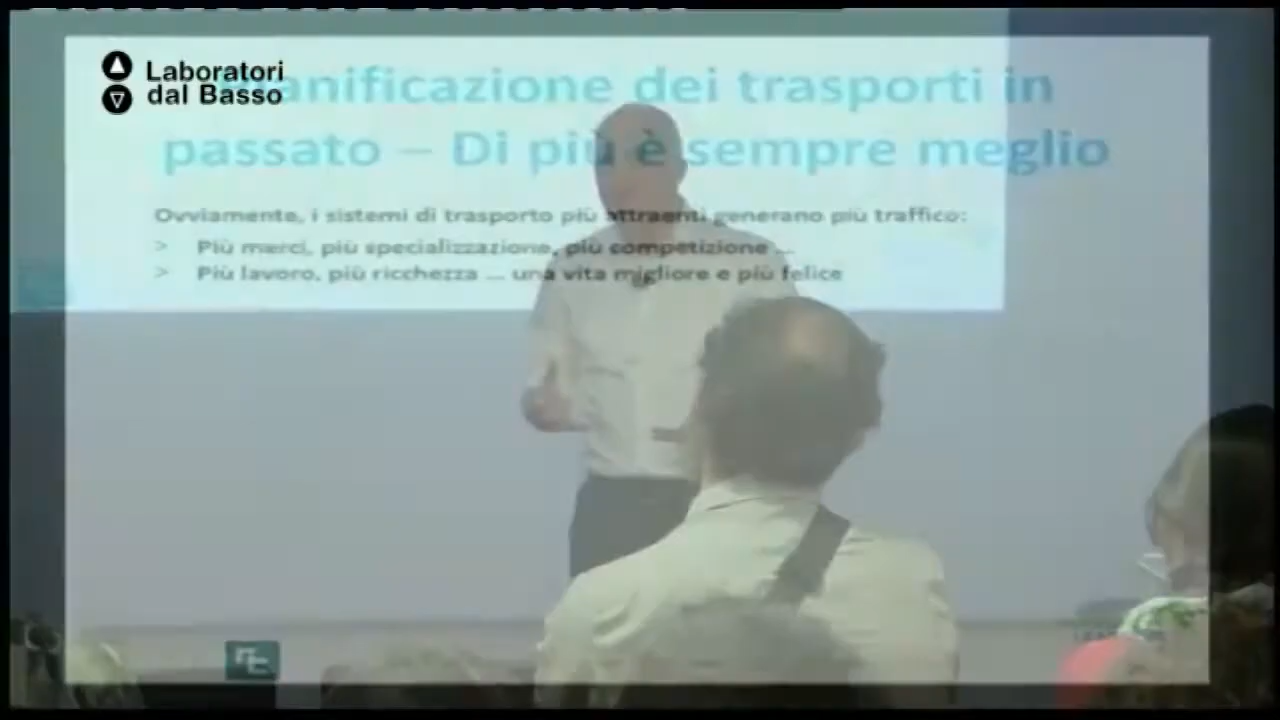 Laboratori
dal Basso
anificazione dei trasporti in
passato – Di più è sempre meglio
Ovviamente, i sistemi di trasporto più attraenti generano più traffico:
> Più merci, più specializzazione, più competizione ...
> Più lavoro, più ricchezza ... una vita migliore e più felice